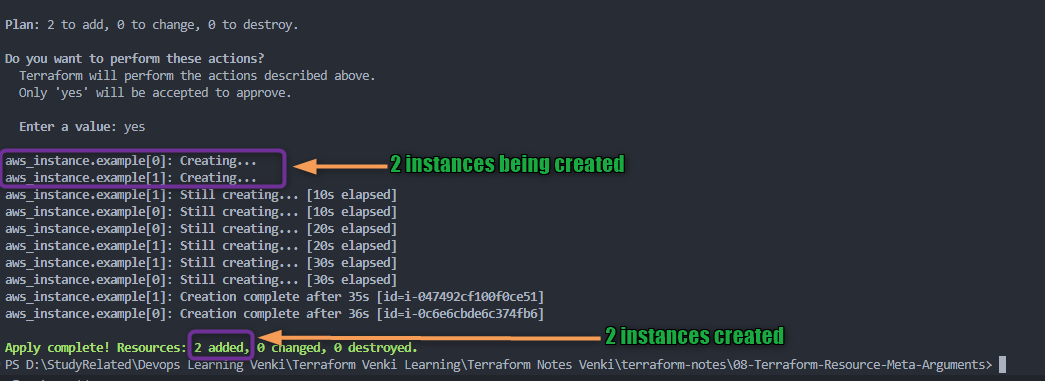 Plan: 2 to add, 0 to change, 0 to destroy.
Do you want to perform these actions?
Terraform will perform the actions described above.
Only 'yes' will be accepted to approve.
Enter a value: yes
aws_instance.example[0]: Creating...
2 instances being created
aws_instance.example[1]: Creating...
aws_instance.example[1]: Still creating... [10s elapsed]
aws_instance.example[0]: Still creating... [10s elapsed]
aws_instance.example[0]: Still creating... [20s elapsed]
aws_instance.example[1]: Still creating... [20s elapsed]
aws_instance.example[1]: Still creating... [30s elapsed]
aws_instance.example[0]: Still creating... [30s elapsed]
aws_instance.example[1]: Creation complete after 35s [id=i-047492cf100f0ce51]
aws_instance.example[0]: Creation complete after 36s [id=i-0c6e6cbde6c374fb6]
2 instances created
Apply complete! Resources: 2 added, 0 changed, 0 destroyed.
PS D:\StudyRelated\Devops Learning Venki\Terraform Venki Learning\Terraform Notes Venki\terraform-notes\08-Terraform-Resource-Meta-Arguments>